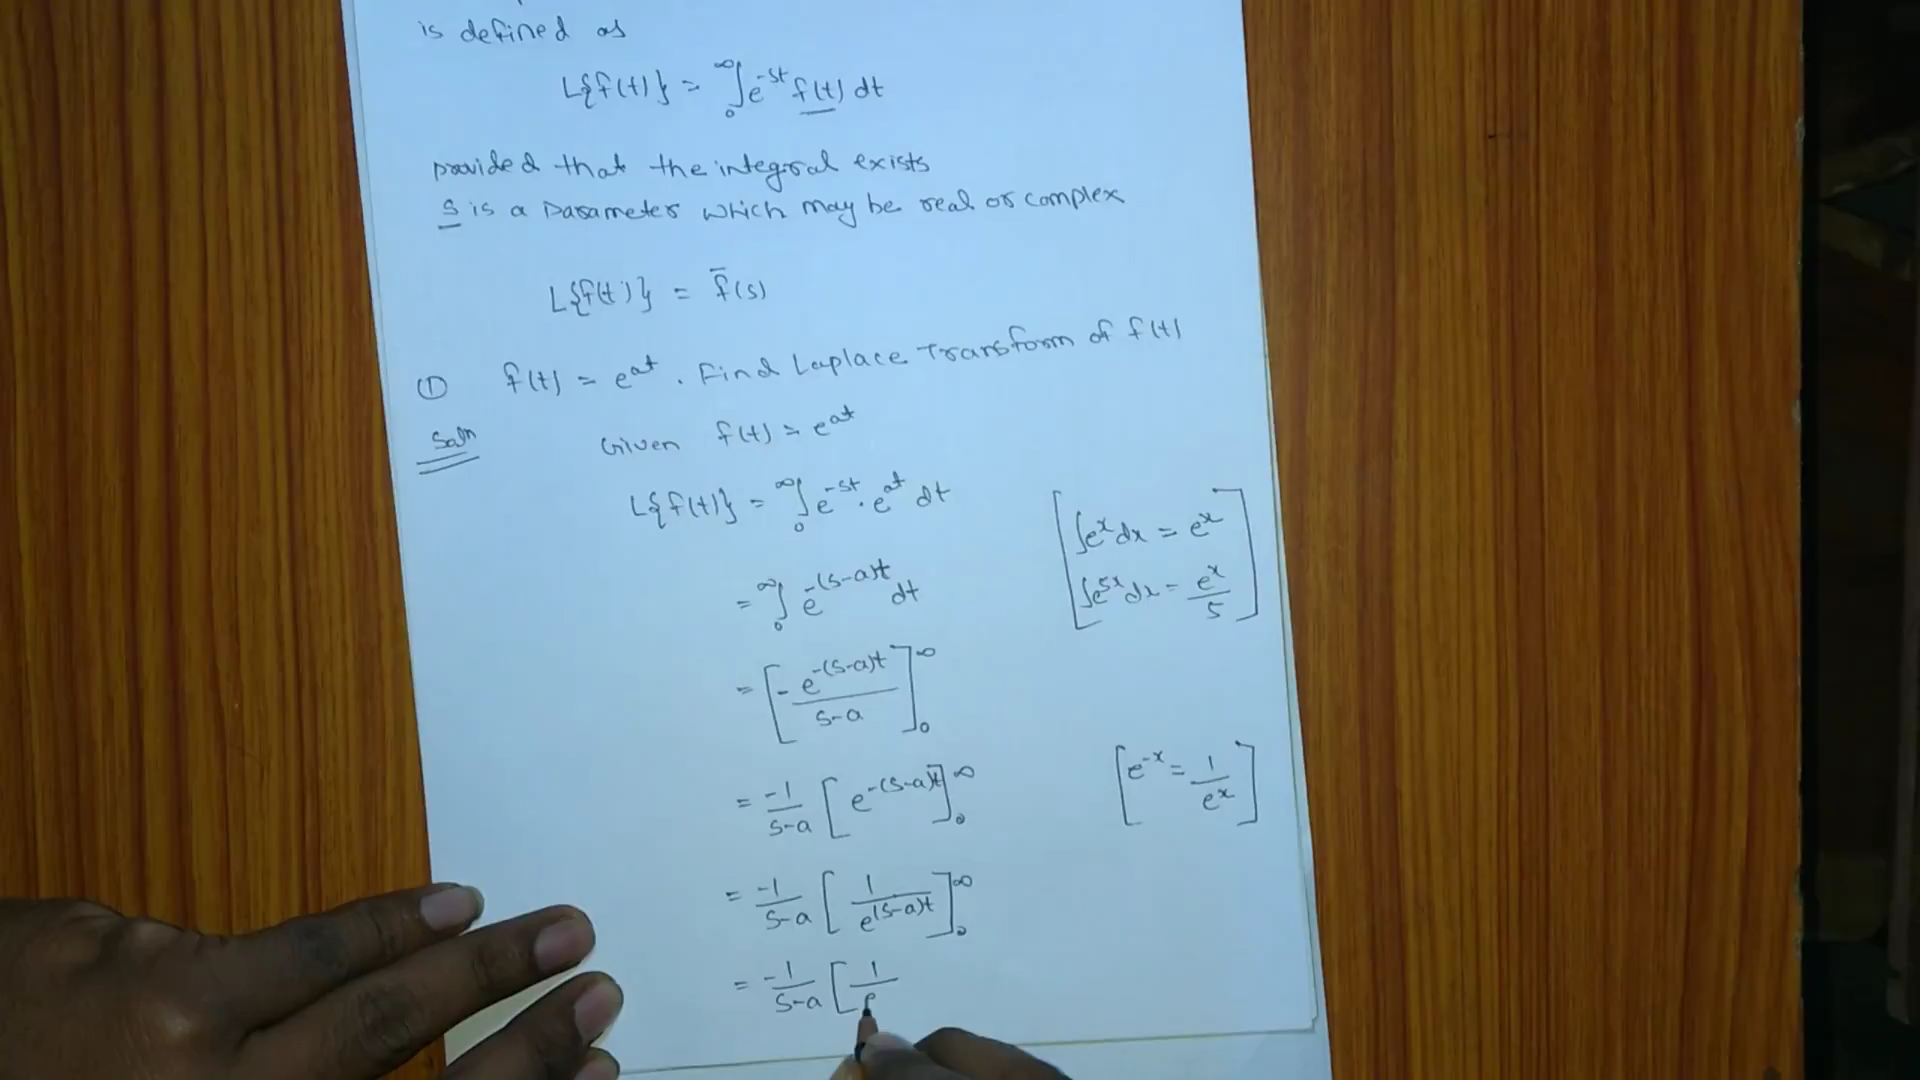 is defined as
L{f(t)} = ∞∫0 e^-st f(t) dt
provided that the integral exists
S is a parameter which may be real or complex
L{f(t)} = f̄(s)
① f(t) = e^at . Find Laplace Transform of f(t)
Soln Given f(t) = e^at
L{f(t)} = ∞∫0 e^-st . e^at dt
= ∞∫0 e^-(s-a)t dt
[∫e^x dx = e^x
∫e^5x dx = e^x/5]
= [- e^-(s-a)t / s-a]∞0
= -1/s-a [e^-(s-a)t]∞0
[e^-x = 1/e^x]
= -1/s-a [1/e^(s-a)t]∞0
= -1/s-a [1/e